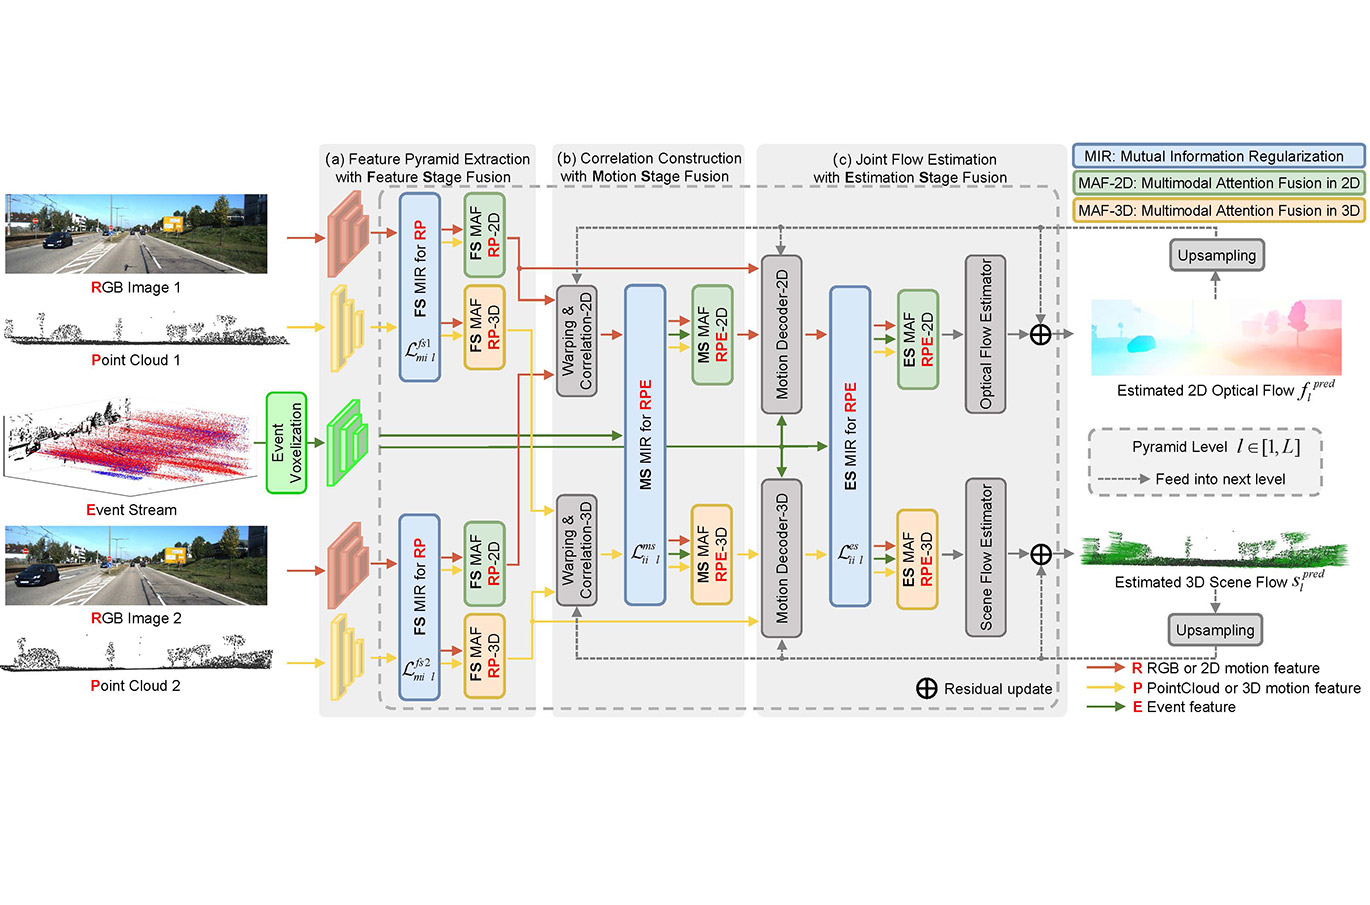 (a) Feature Pyramid Extraction
with Feature Stage Fusion
(b) Correlation Construction
with Motion Stage Fusion
(c) Joint Flow Estimation
with Estimation Stage Fusion
MIR: Mutual Information Regularization
MAF-2D: Multimodal Attention Fusion in 2D
MAF-3D: Multimodal Attention Fusion in 3D
RGB Image 1
Point Cloud 1
Event Voxelization
Event Stream
RGB Image 2
Point Cloud 2
FS MIR for RP
ℒ_{mi l}^{fs1}
FS MAF
RP-2D
FS MAF
RP-3D
FS MIR for RP
ℒ_{mi l}^{fs2}
FS MAF
RP-2D
FS MAF
RP-3D
Warping &
Correlation-2D
Warping &
Correlation-3D
MS MIR for RPE
ℒ_{ii l}^{ms}
MS MAF
RPE-2D
MS MAF
RPE-3D
Motion Decoder-2D
Motion Decoder-3D
ES MIR for RPE
ℒ_{ii l}^{es}
ES MAF
RPE-2D
ES MAF
RPE-3D
Optical Flow Estimator
Scene Flow Estimator
Residual update
Upsampling
Estimated 2D Optical Flow f_l^{pred}
Pyramid Level l ∈ [1, L]
Feed into next level
Estimated 3D Scene Flow s_l^{pred}
Upsampling
R RGB or 2D motion feature
P PointCloud or 3D motion feature
E Event feature